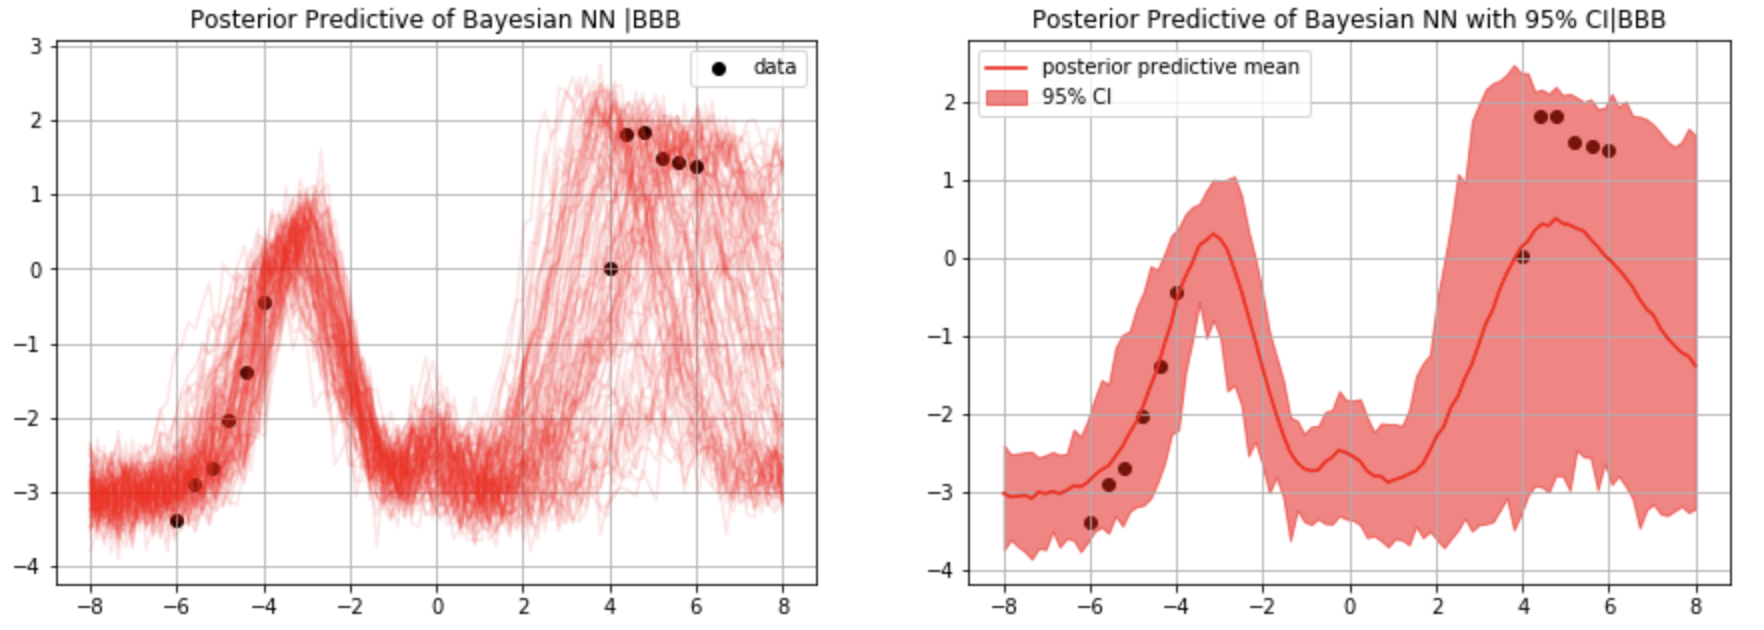 Posterior Predictive of Bayesian NN |BBB
data
3
2
1
0
−1
−2
−3
−4
−8 −6 −4 −2 0 2 4 6 8
Posterior Predictive of Bayesian NN with 95% CI|BBB
posterior predictive mean
95% CI
2
1
0
−1
−2
−3
−4
−8 −6 −4 −2 0 2 4 6 8